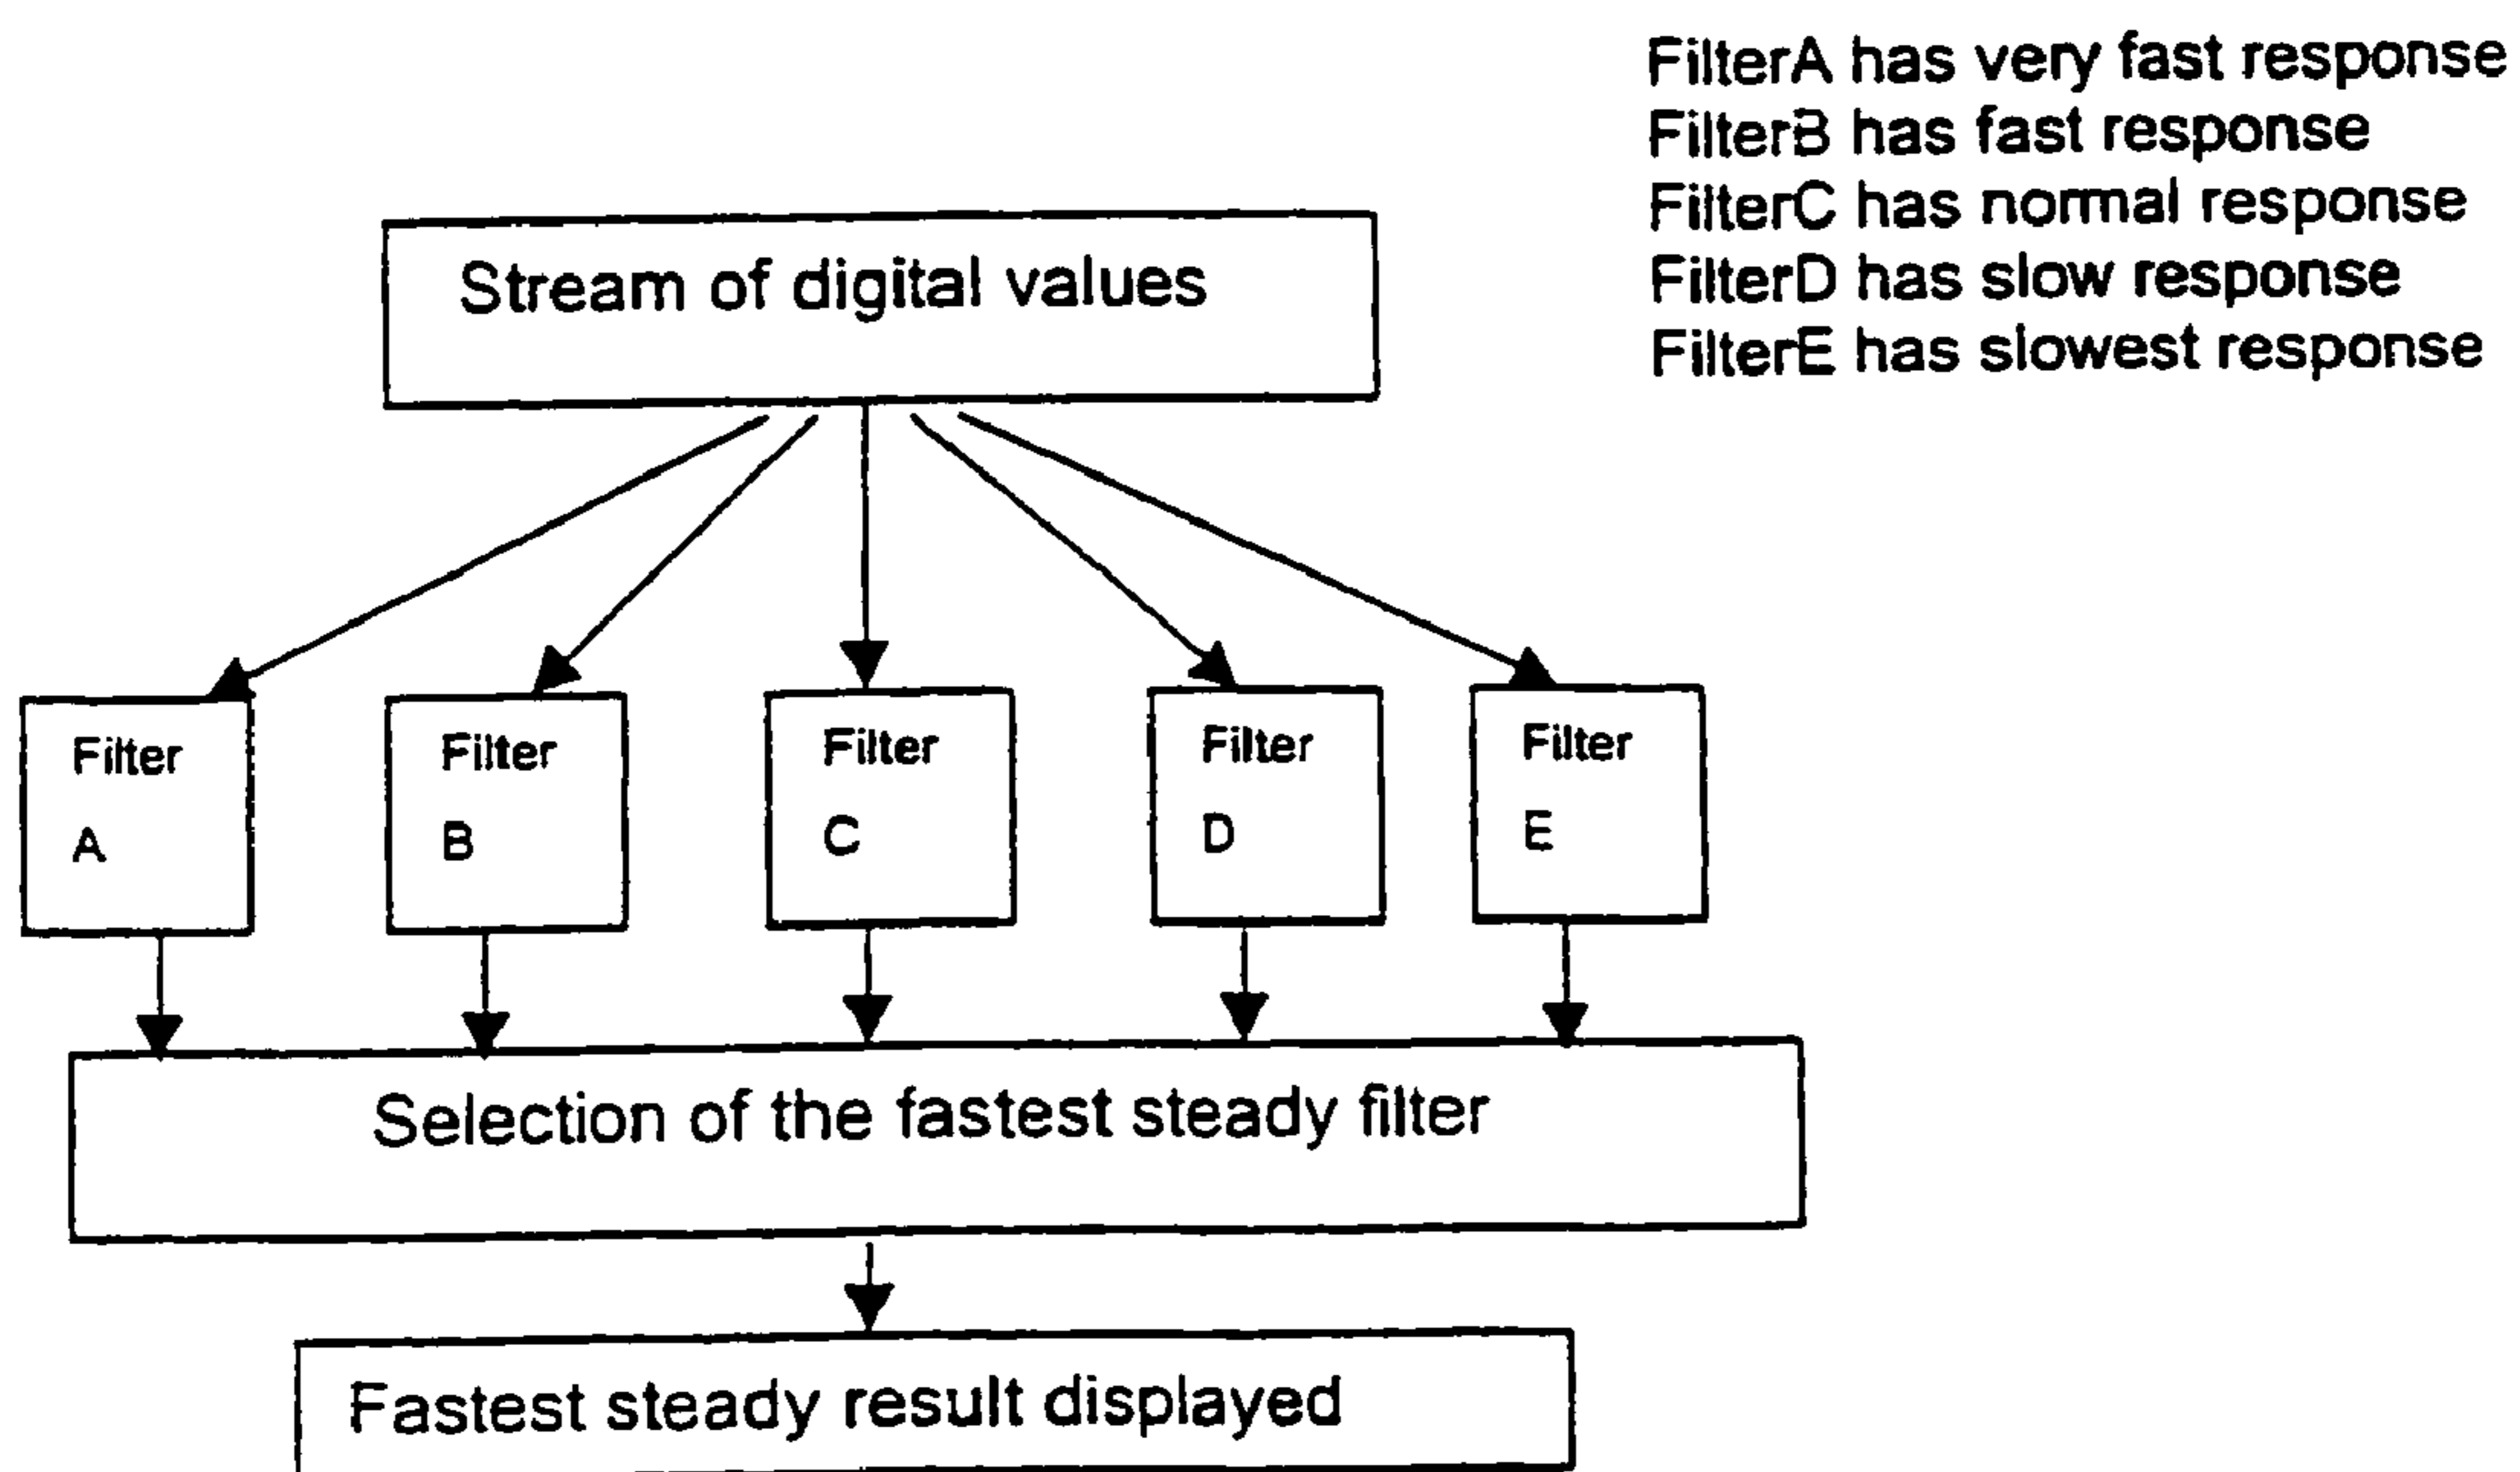 FilterA has very fast response
FilterB has fast response
FilterC has normal response
FilterD has slow response
FilterE has slowest response
Stream of digital values
Filter
A
Filter
B
Filter
C
Filter
D
Filter
E
Selection of the fastest steady filter
Fastest steady result displayed